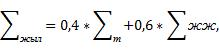 ∑жыл = 0,4 * ∑т +0,6 * ∑жж,